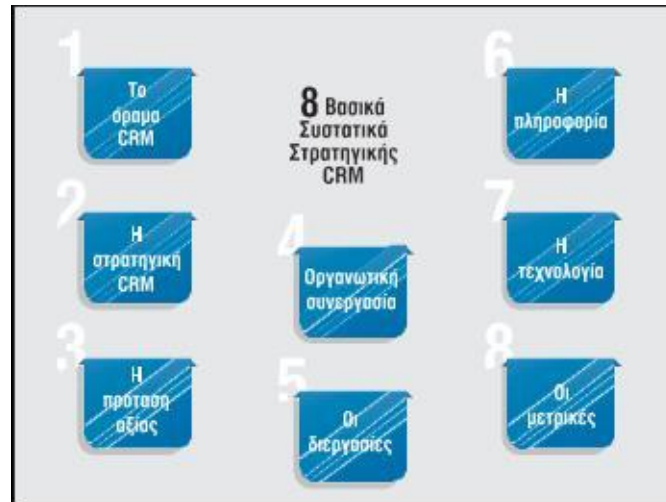 8 Βασικά
Συστατικά
Στρατηγικής
CRM
1
Το
όραμα
CRM
2
Η
στρατηγική
CRM
3
Η
πρόταση
αξίας
4
Οργανωτική
συνεργασία
5
Οι
διεργασίες
6
Η
πληροφορία
7
Η
τεχνολογία
8
Οι
μετρικές